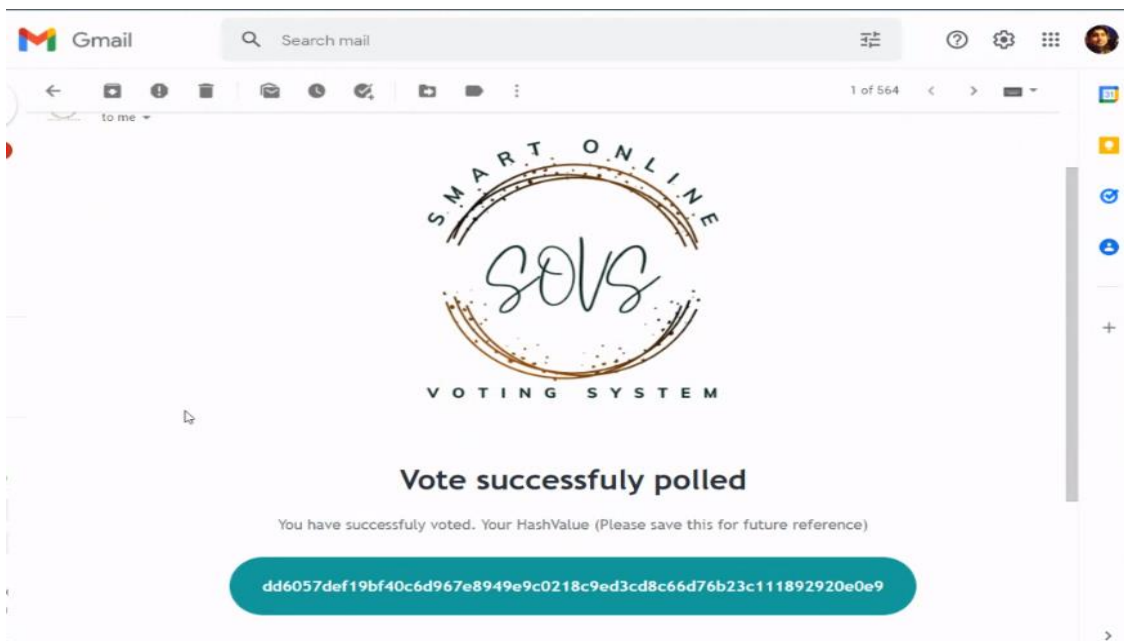 Gmail
Search mail
1 of 564
to me
SMART ONLINE
SOVS
VOTING SYSTEM
Vote successfuly polled
You have successfuly voted. Your HashValue (Please save this for future reference)
dd6057def19bf40c6d967e8949e9c0218c9ed3cd8c66d76b23c111892920e0e9
31